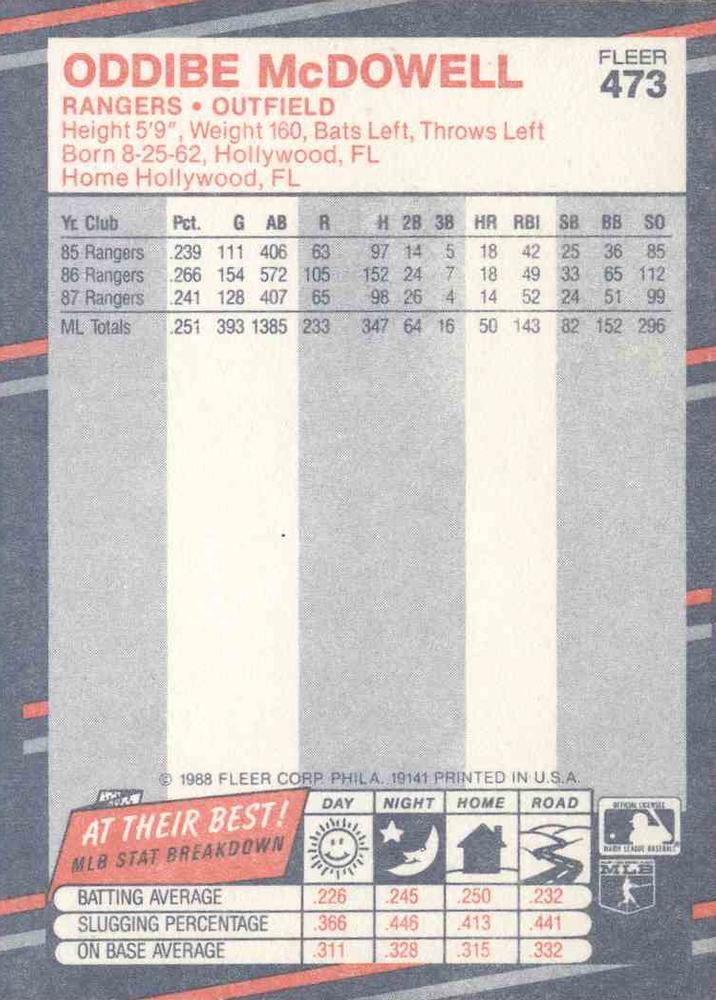 ODDIBE McDOWELL
FLEER
473
RANGERS • OUTFIELD
Height 5'9", Weight 160, Bats Left, Throws Left
Born 8-25-62, Hollywood, FL
Home Hollywood, FL
Yr. Club Pct. G AB R H 2B 3B HR RBI SB BB SO
85 Rangers .239 111 406 63 97 14 5 18 42 25 36 85
86 Rangers .266 154 572 105 152 24 7 18 49 33 65 112
87 Rangers .241 128 407 65 98 26 4 14 52 24 51 99
ML Totals .251 393 1385 233 347 64 16 50 143 82 152 296
© 1988 FLEER CORP. PHILA. 19141 PRINTED IN U.S.A.
AT THEIR BEST!
MLB STAT BREAKDOWN
DAY NIGHT HOME ROAD
BATTING AVERAGE .226 .245 .250 .232
SLUGGING PERCENTAGE .366 .446 .413 .441
ON BASE AVERAGE .311 .328 .315 .332
OFFICIAL LICENSEE
MAJOR LEAGUE BASEBALL
MLB